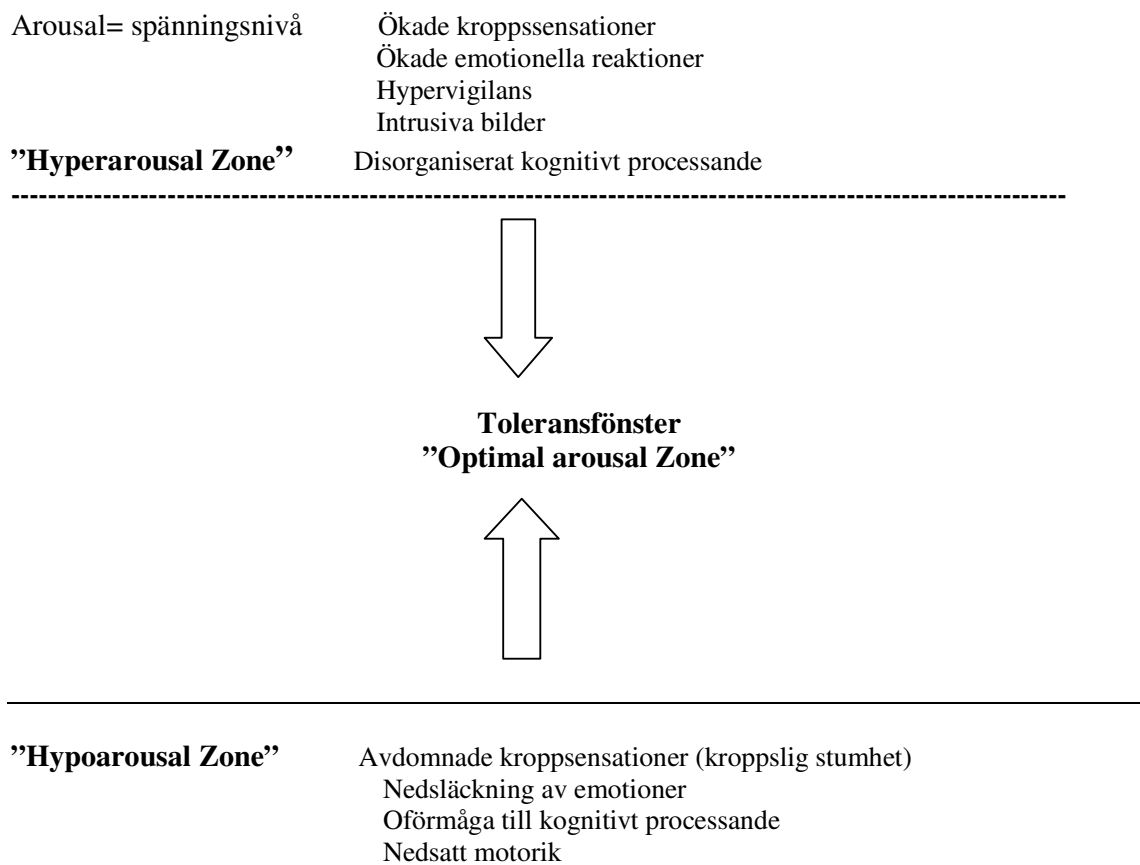 Arousal= spänningsnivå Ökade kroppssensationer
Ökade emotionella reaktioner
Hypervigilans
Intrusiva bilder
”Hyperarousal Zone” Disorganiserat kognitivt processande
Toleransfönster
”Optimal arousal Zone”
”Hypoarousal Zone” Avdomnade kroppsensationer (kroppslig stumhet)
Nedsläckning av emotioner
Oförmåga till kognitivt processande
Nedsatt motorik